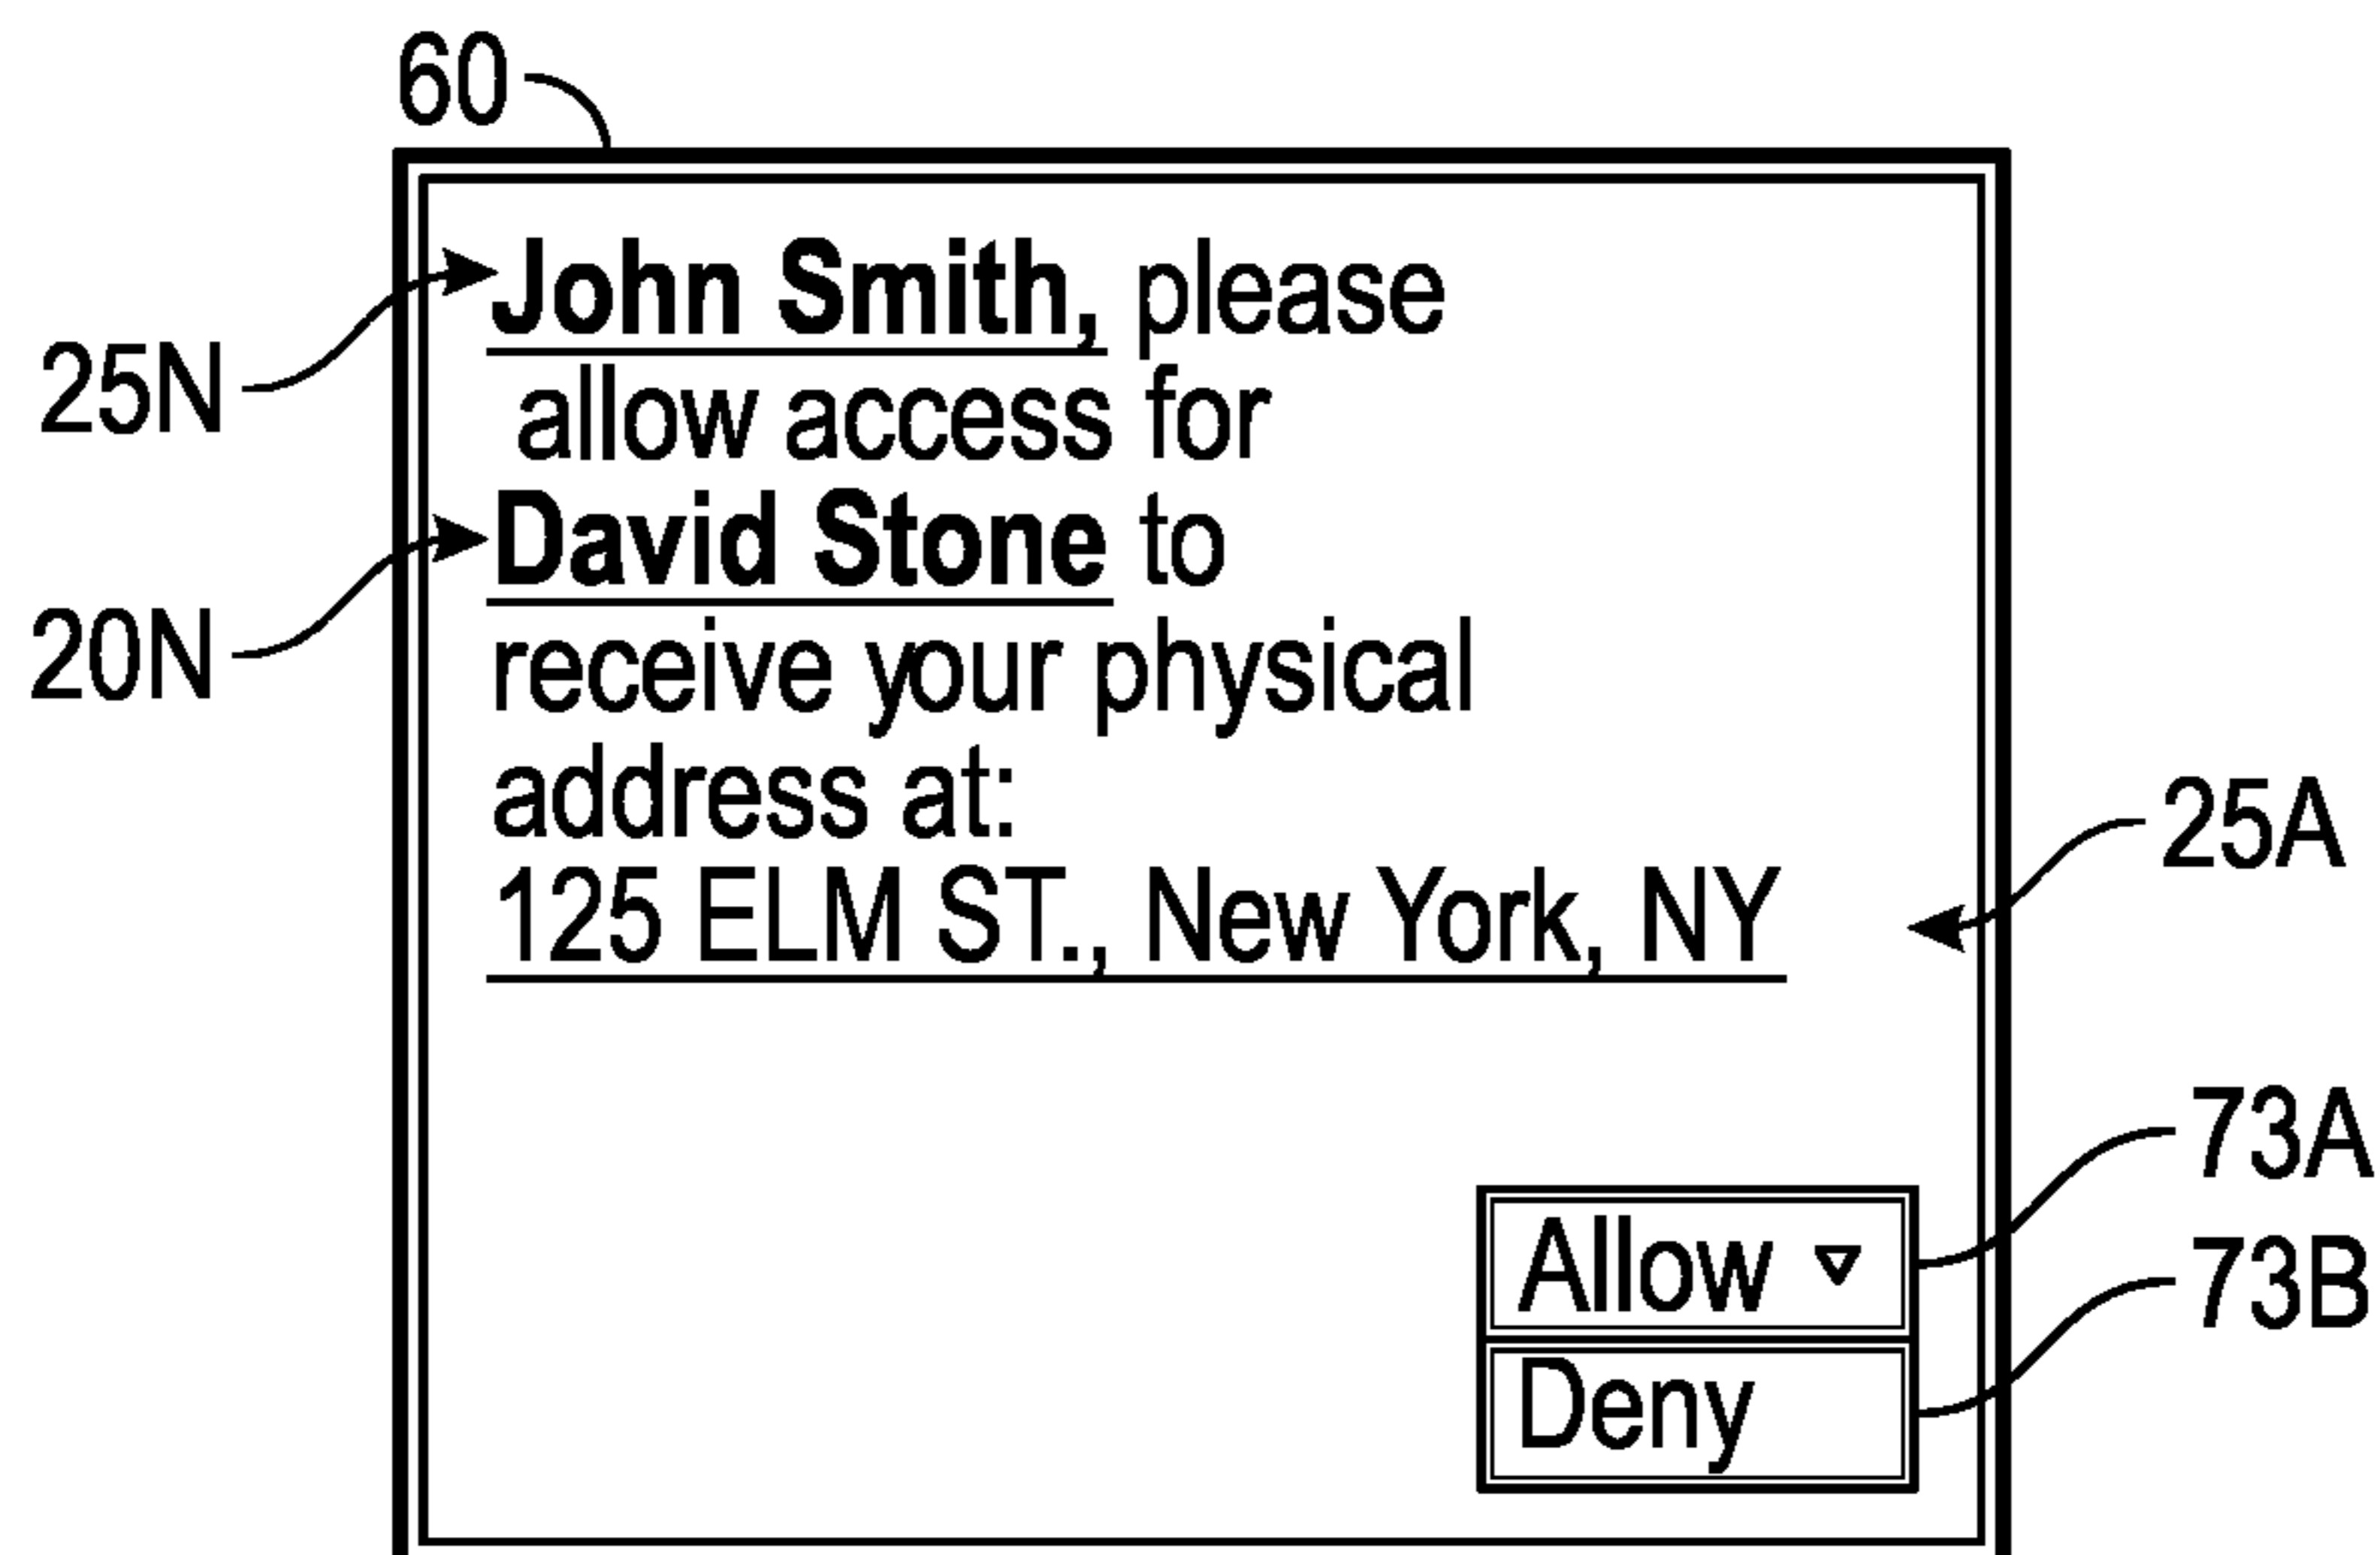 60
John Smith, please
25N
allow access for
David Stone to
20N
receive your physical
address at:
25A
125 ELM ST., New York, NY
73A
Allow
73B
Deny